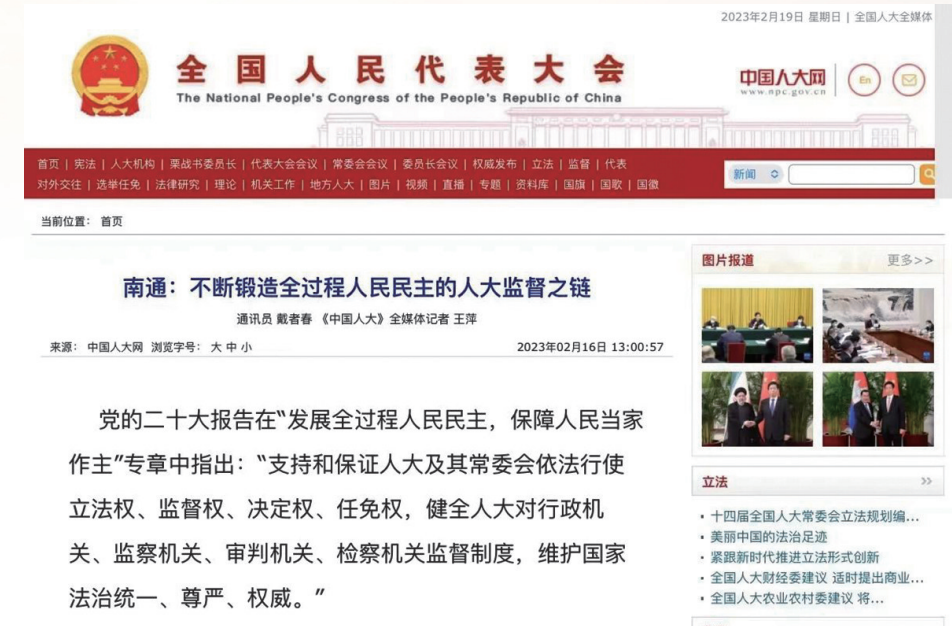 2023年2月19日 星期日 | 全国人大全媒体
全国人民代表大会
The National People's Congress of the People's Republic of China
中国人大网
www.npc.gov.cn
En
首页 | 宪法 | 人大机构 | 栗战书委员长 | 代表大会会议 | 常委会会议 | 委员长会议 | 权威发布 | 立法 | 监督 | 代表
对外交往 | 选举任免 | 法律研究 | 理论 | 机关工作 | 地方人大 | 图片 | 视频 | 直播 | 专题 | 资料库 | 国旗 | 国歌 | 国徽
新闻
当前位置： 首页
南通：不断锻造全过程人民民主的人大监督之链
通讯员 戴者春 《中国人大》全媒体记者 王萍
来源： 中国人大网 浏览字号： 大 中 小
2023年02月16日 13:00:57
党的二十大报告在“发展全过程人民民主，保障人民当家
作主”专章中指出：“支持和保证人大及其常委会依法行使
立法权、监督权、决定权、任免权，健全人大对行政机
关、监察机关、审判机关、检察机关监督制度，维护国家
法治统一、尊严、权威。”
图片报道
更多>>
立法
>>
· 十四届全国人大常委会立法规划编...
· 美丽中国的法治足迹
· 紧跟新时代推进立法形式创新
· 全国人大财经委建议 适时提出商业...
· 全国人大农业农村委建议 将...